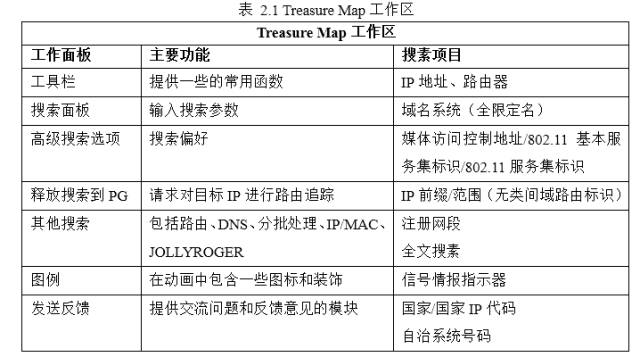 表 2.1 Treasure Map 工作区
Treasure Map 工作区
工作面板 主要功能 搜素项目
工具栏 提供一些的常用函数 IP 地址、路由器
搜索面板 输入搜索参数 域名系统（全限定名）
高级搜索选项 搜索偏好 媒体访问控制地址/802.11 基本服
务集标识/802.11 服务集标识
释放搜索到 PG 请求对目标 IP 进行路由追踪 IP 前缀/范围（无类间域路由标识）
其他搜索 包括路由、DNS、分批处理、IP/MAC、 注册网段
JOLLYROGER 全文搜素
图例 在动画中包含一些图标和装饰 信号情报指示器
发送反馈 提供交流问题和反馈意见的模块 国家/国家 IP 代码
自治系统号码